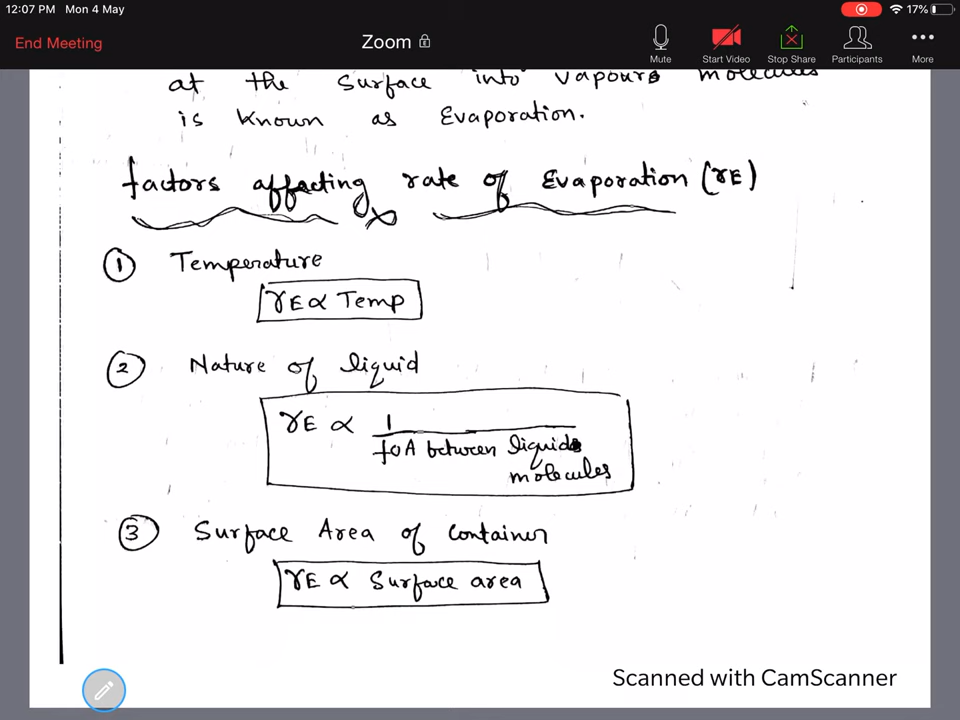 12:07 PM Mon 4 May
17%
End Meeting
Zoom
Mute
Start Video
Stop Share
Participants
More
at the Surface into vapours molecules
is known as Evaporation.
factors affecting rate of Evaporation (rE)
1 Temperature
rE ∝ Temp
2 Nature of liquid
rE ∝ 1
foA between liquids
molecules
3 Surface Area of Container
rE ∝ Surface area
Scanned with CamScanner